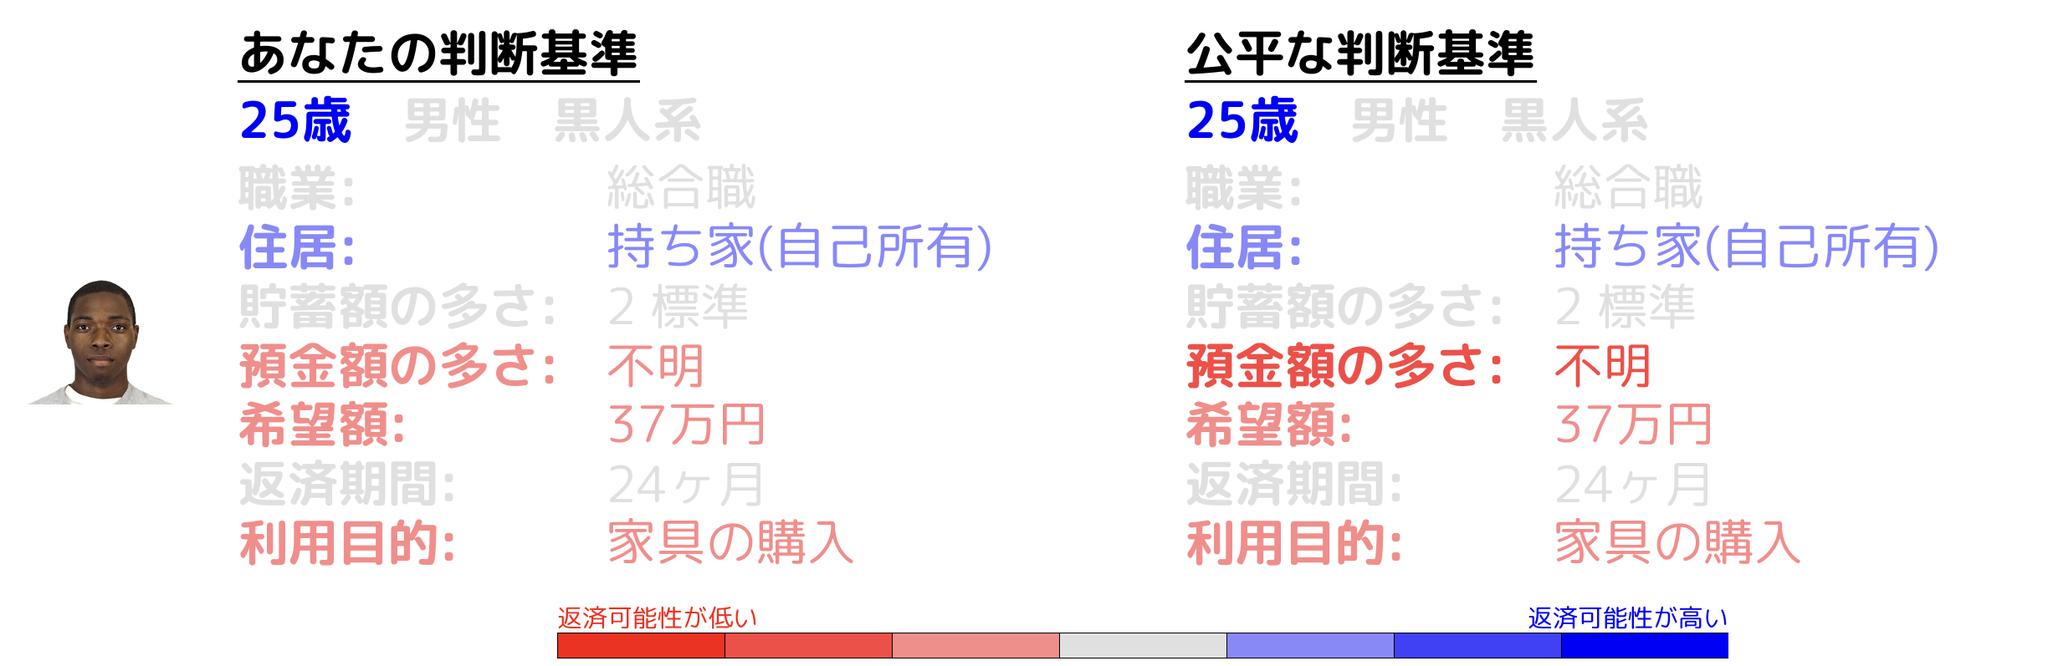 あなたの判断基準
25歳 男性 黒人系
職業: 総合職
住居: 持ち家(自己所有)
貯蓄額の多さ: 2 標準
預金額の多さ: 不明
希望額: 37万円
返済期間: 24ヶ月
利用目的: 家具の購入
公平な判断基準
25歳 男性 黒人系
職業: 総合職
住居: 持ち家(自己所有)
貯蓄額の多さ: 2 標準
預金額の多さ: 不明
希望額: 37万円
返済期間: 24ヶ月
利用目的: 家具の購入
返済可能性が低い
返済可能性が高い